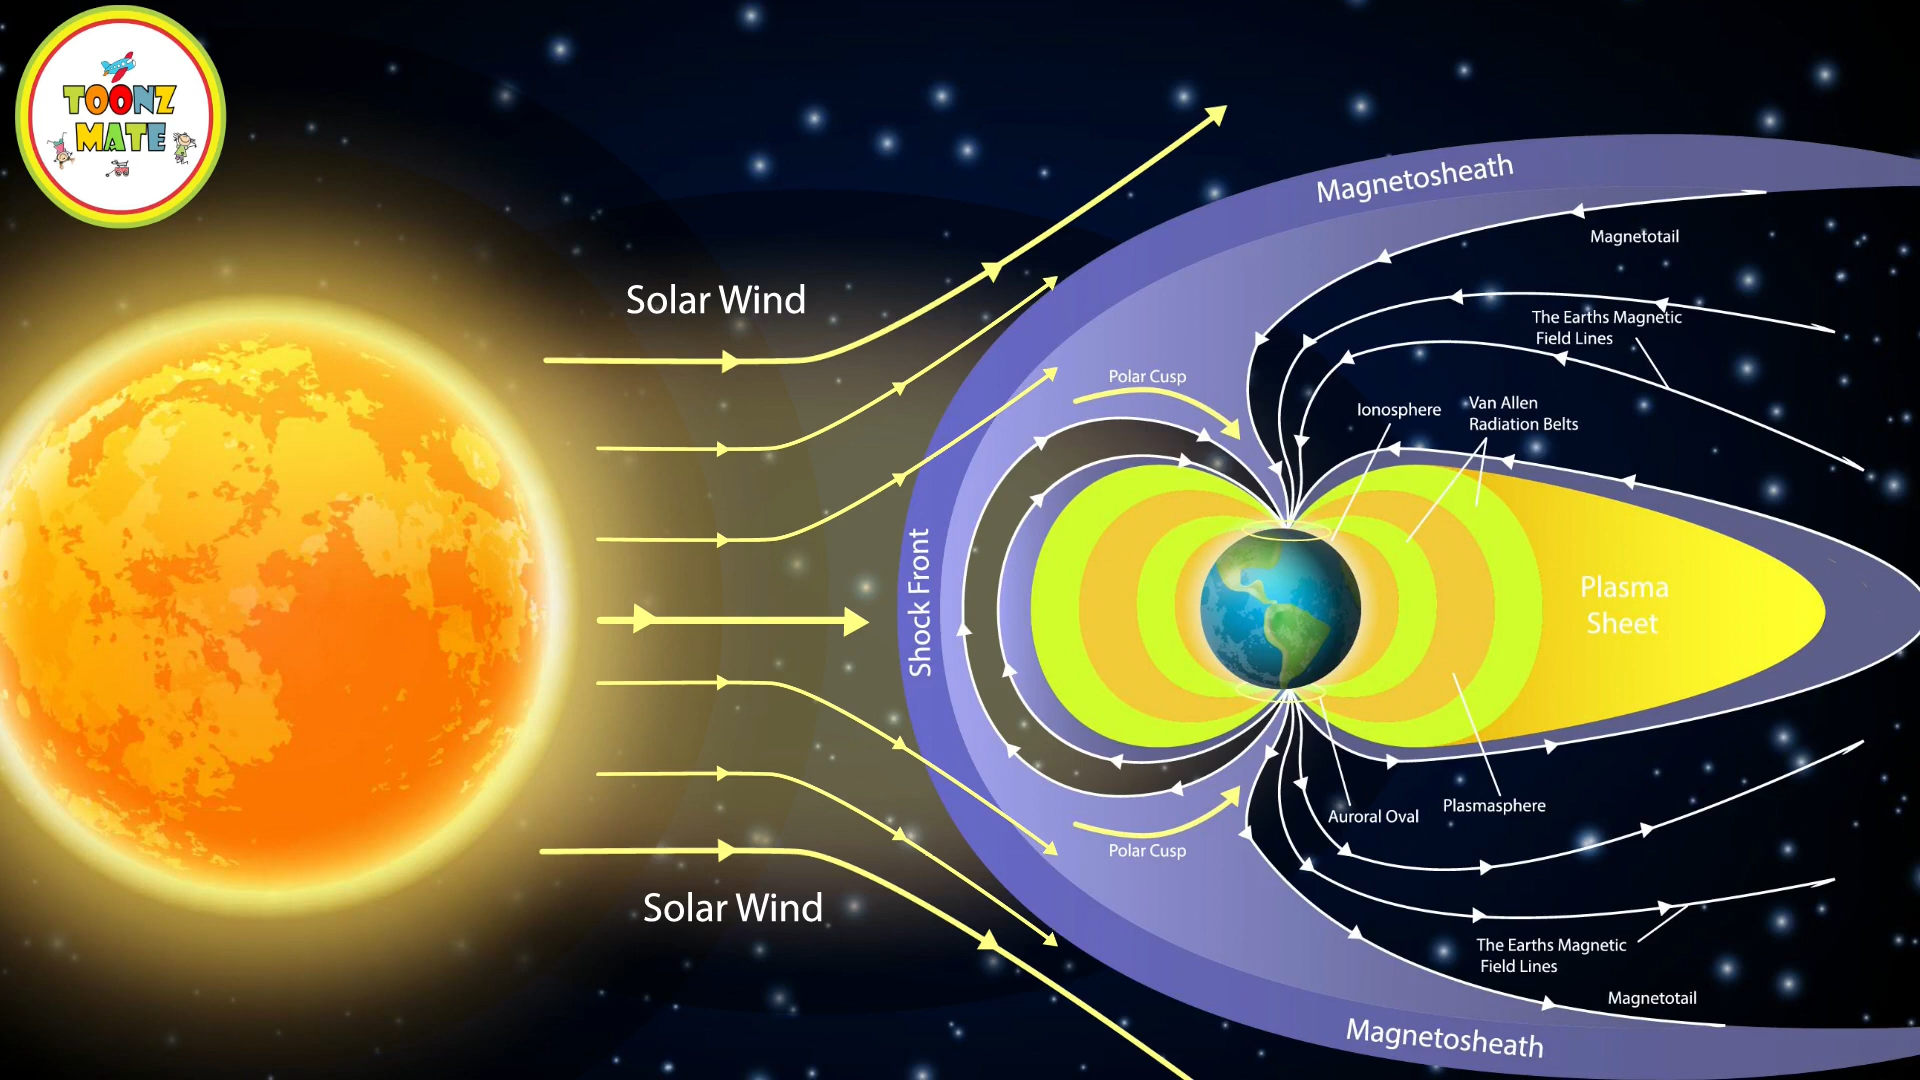 TOONZ
MATE
Solar Wind
Magnetosheath
Magnetotail
The Earths Magnetic
Field Lines
Polar Cusp
Ionosphere
Van Allen
Radiation Belts
Shock Front
Plasma
Sheet
Auroral Oval
Plasmasphere
Polar Cusp
Solar Wind
The Earths Magnetic
Field Lines
Magnetotail
Magnetosheath